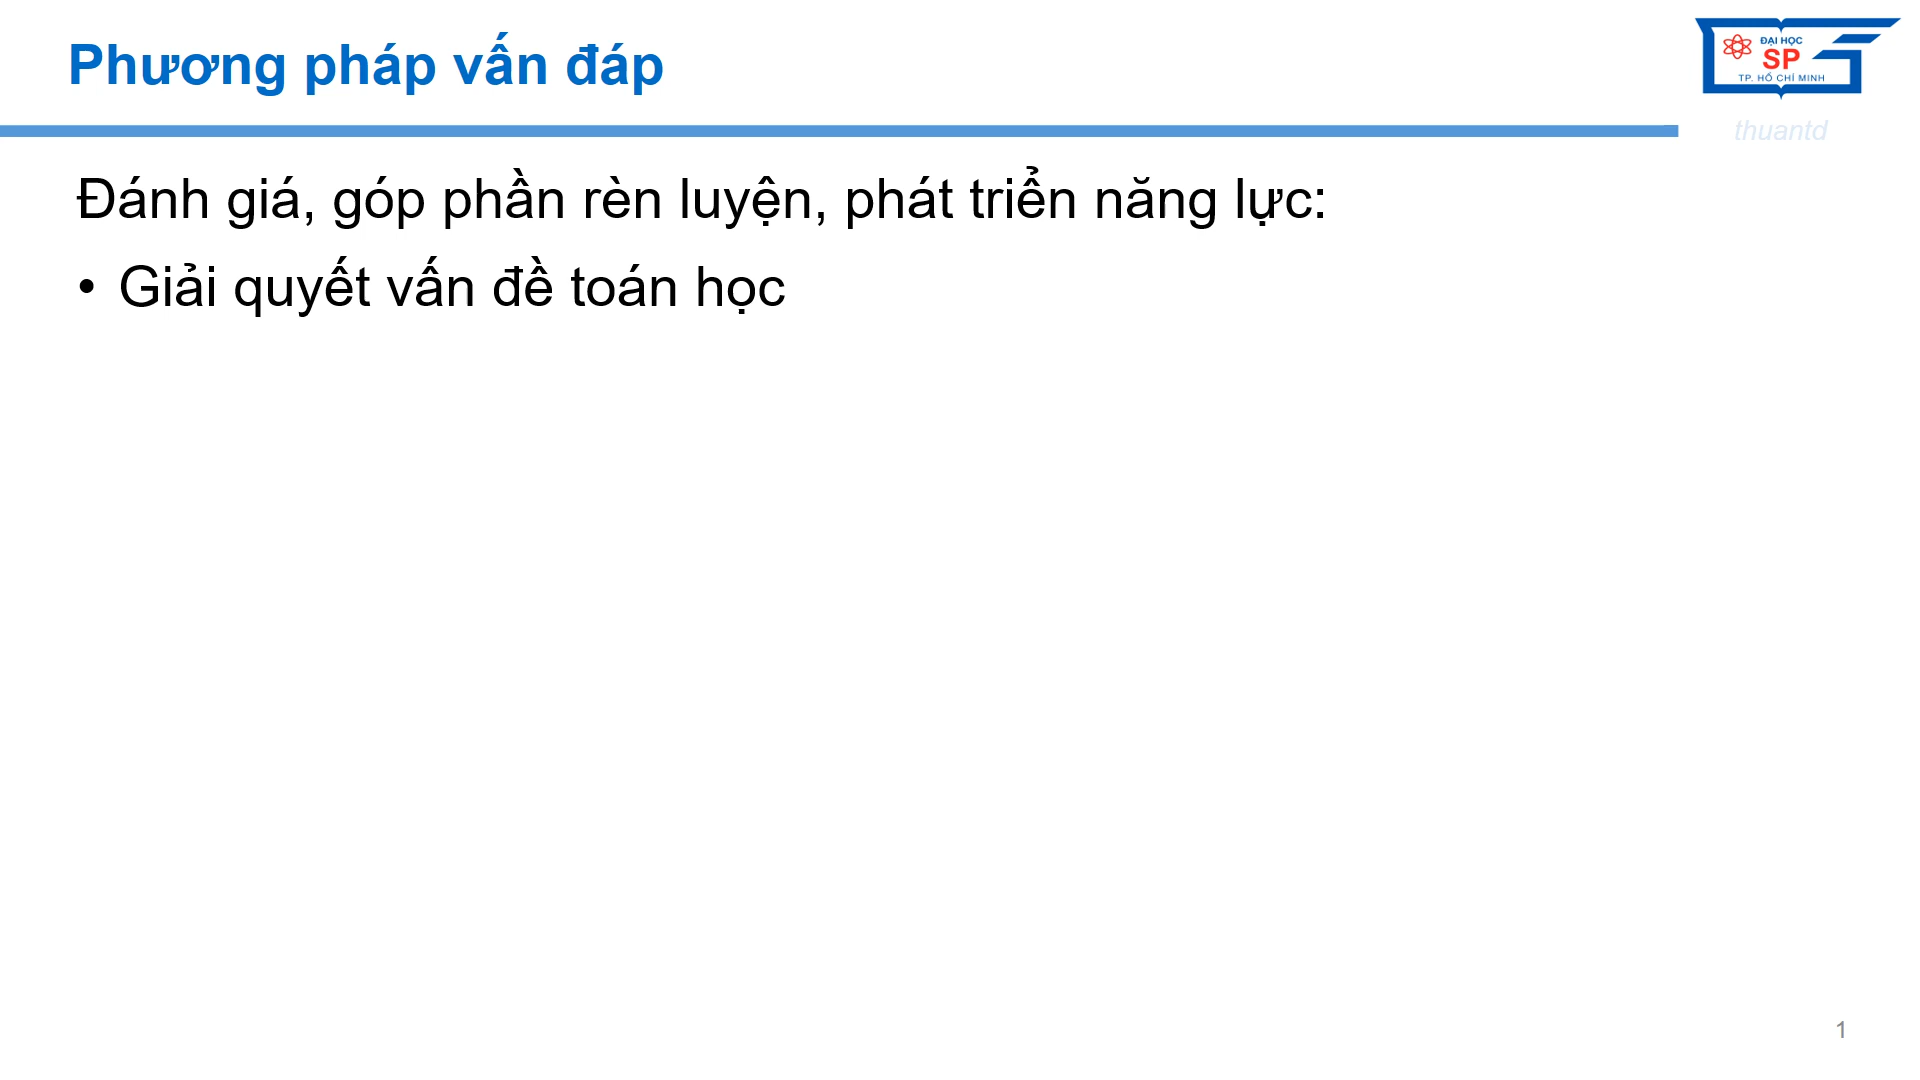 Phương pháp vấn đáp
ĐẠI HỌC
SP
TP. HỒ CHÍ MINH
thuantd
Đánh giá, góp phần rèn luyện, phát triển năng lực:
• Giải quyết vấn đề toán học
1